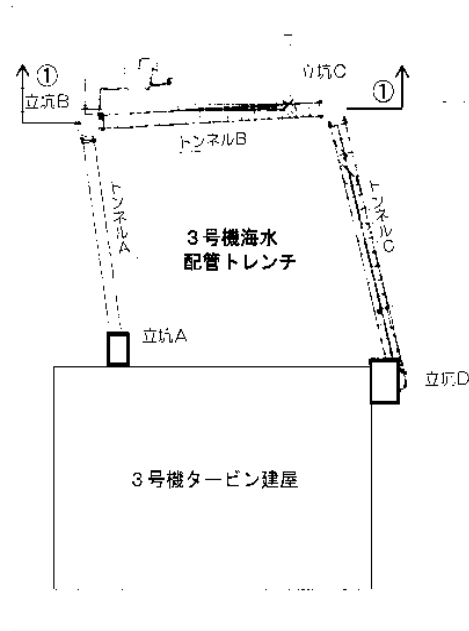 ①
立坑B
立坑C
①
トンネルB
トンネルA
トンネルC
3号機海水
配管トレンチ
立坑A
立坑D
3号機タービン建屋